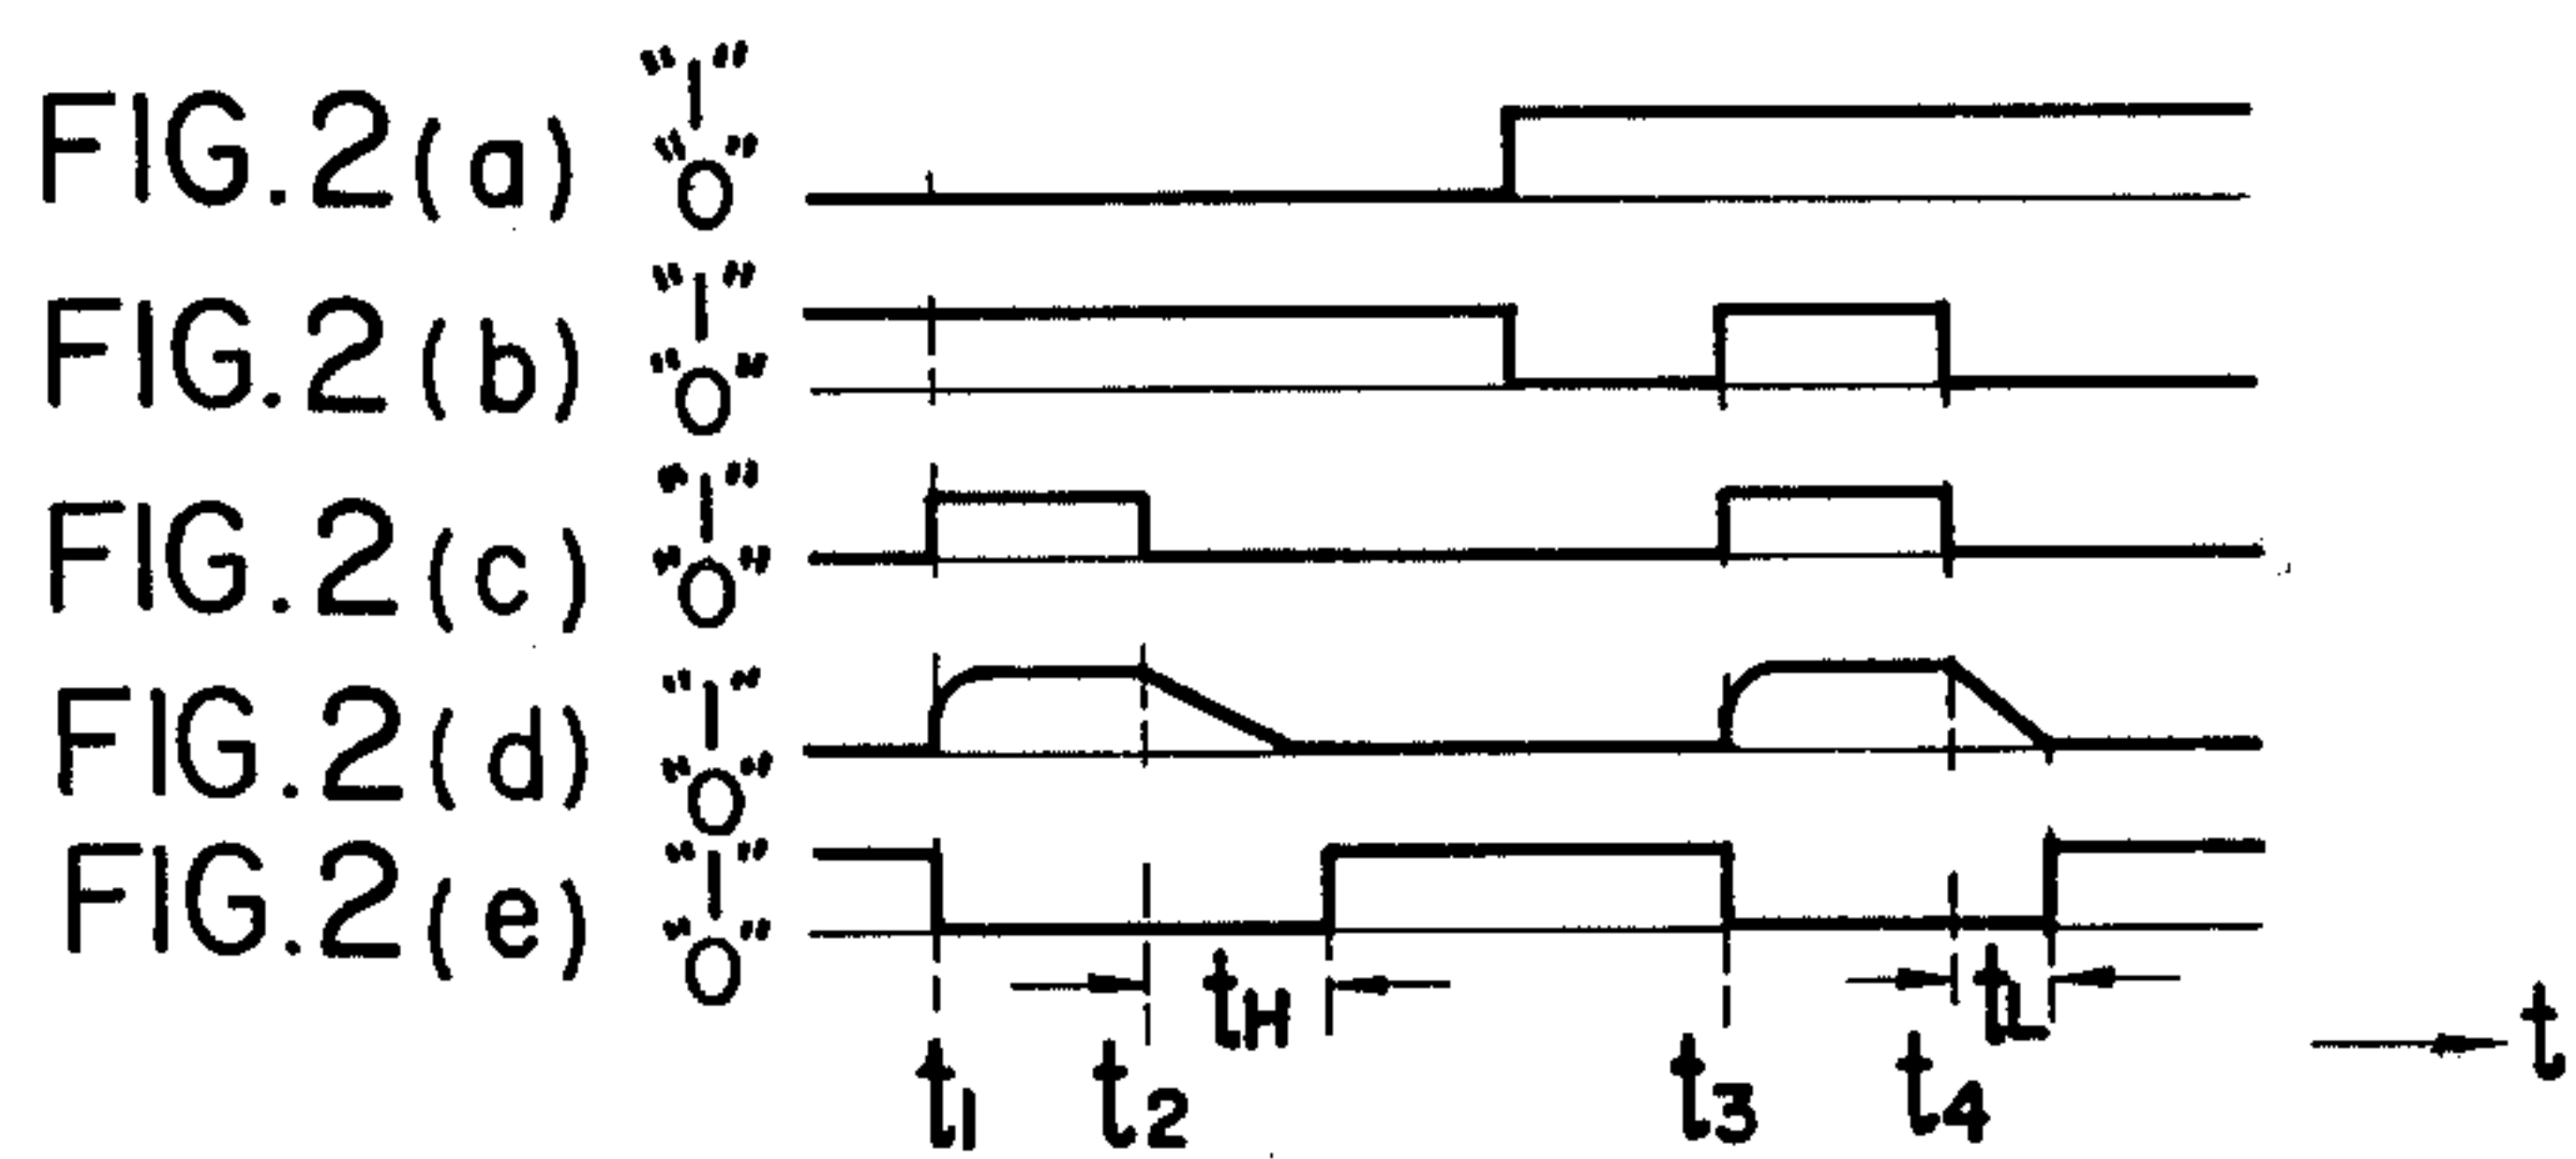 FIG. 2 (a) "1"
"0"
FIG. 2 (b) "1"
"0"
FIG. 2 (c) "1"
"0"
FIG. 2 (d) "1"
"0"
FIG. 2 (e) "1"
"0"
tH tL
t1 t2 t3 t4 t